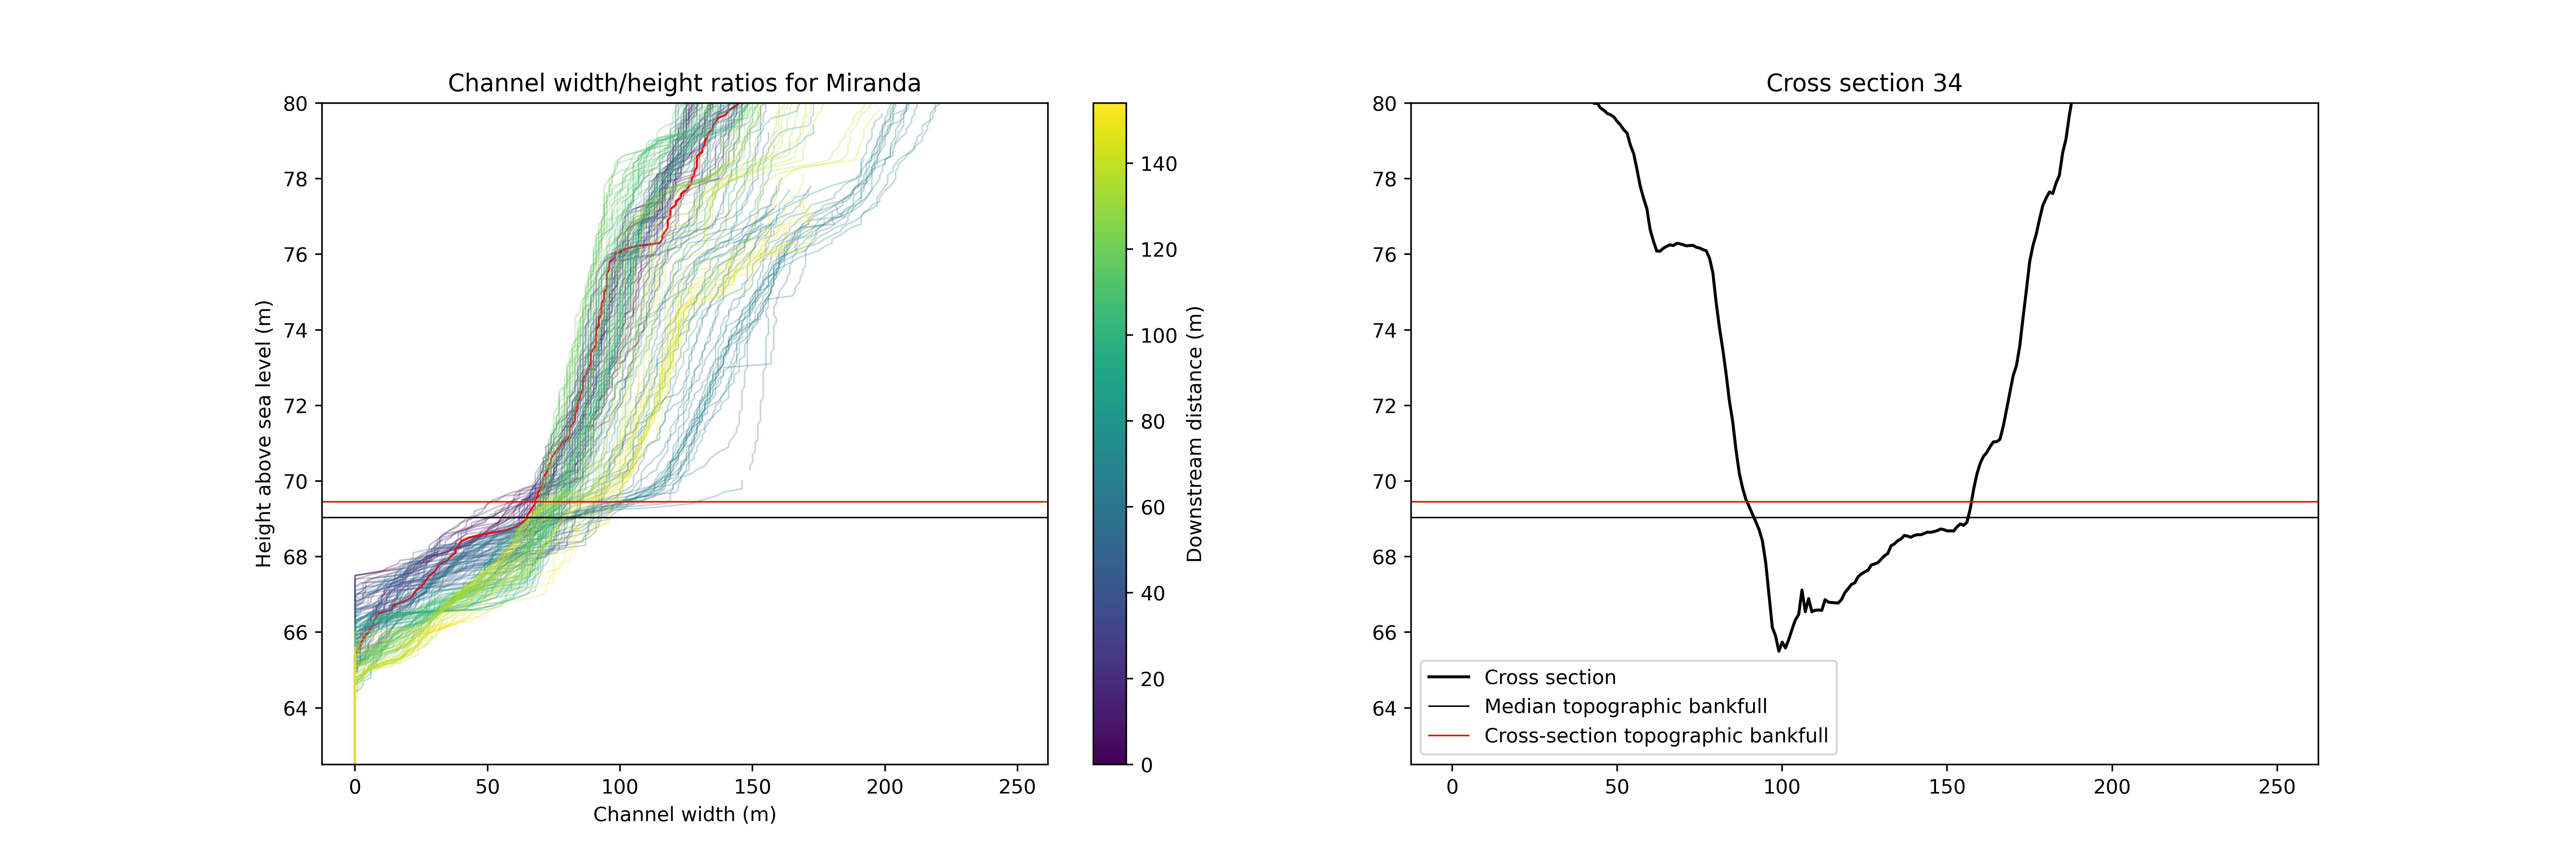 Channel width/height ratios for Miranda
80
78
76
74
72
70
68
66
64
Height above sea level (m)
0 50 100 150 200 250
Channel width (m)
140
120
100
80
60
40
20
0
Downstream distance (m)
Cross section 34
80
78
76
74
72
70
68
66
64
Cross section
Median topographic bankfull
Cross-section topographic bankfull
0 50 100 150 200 250